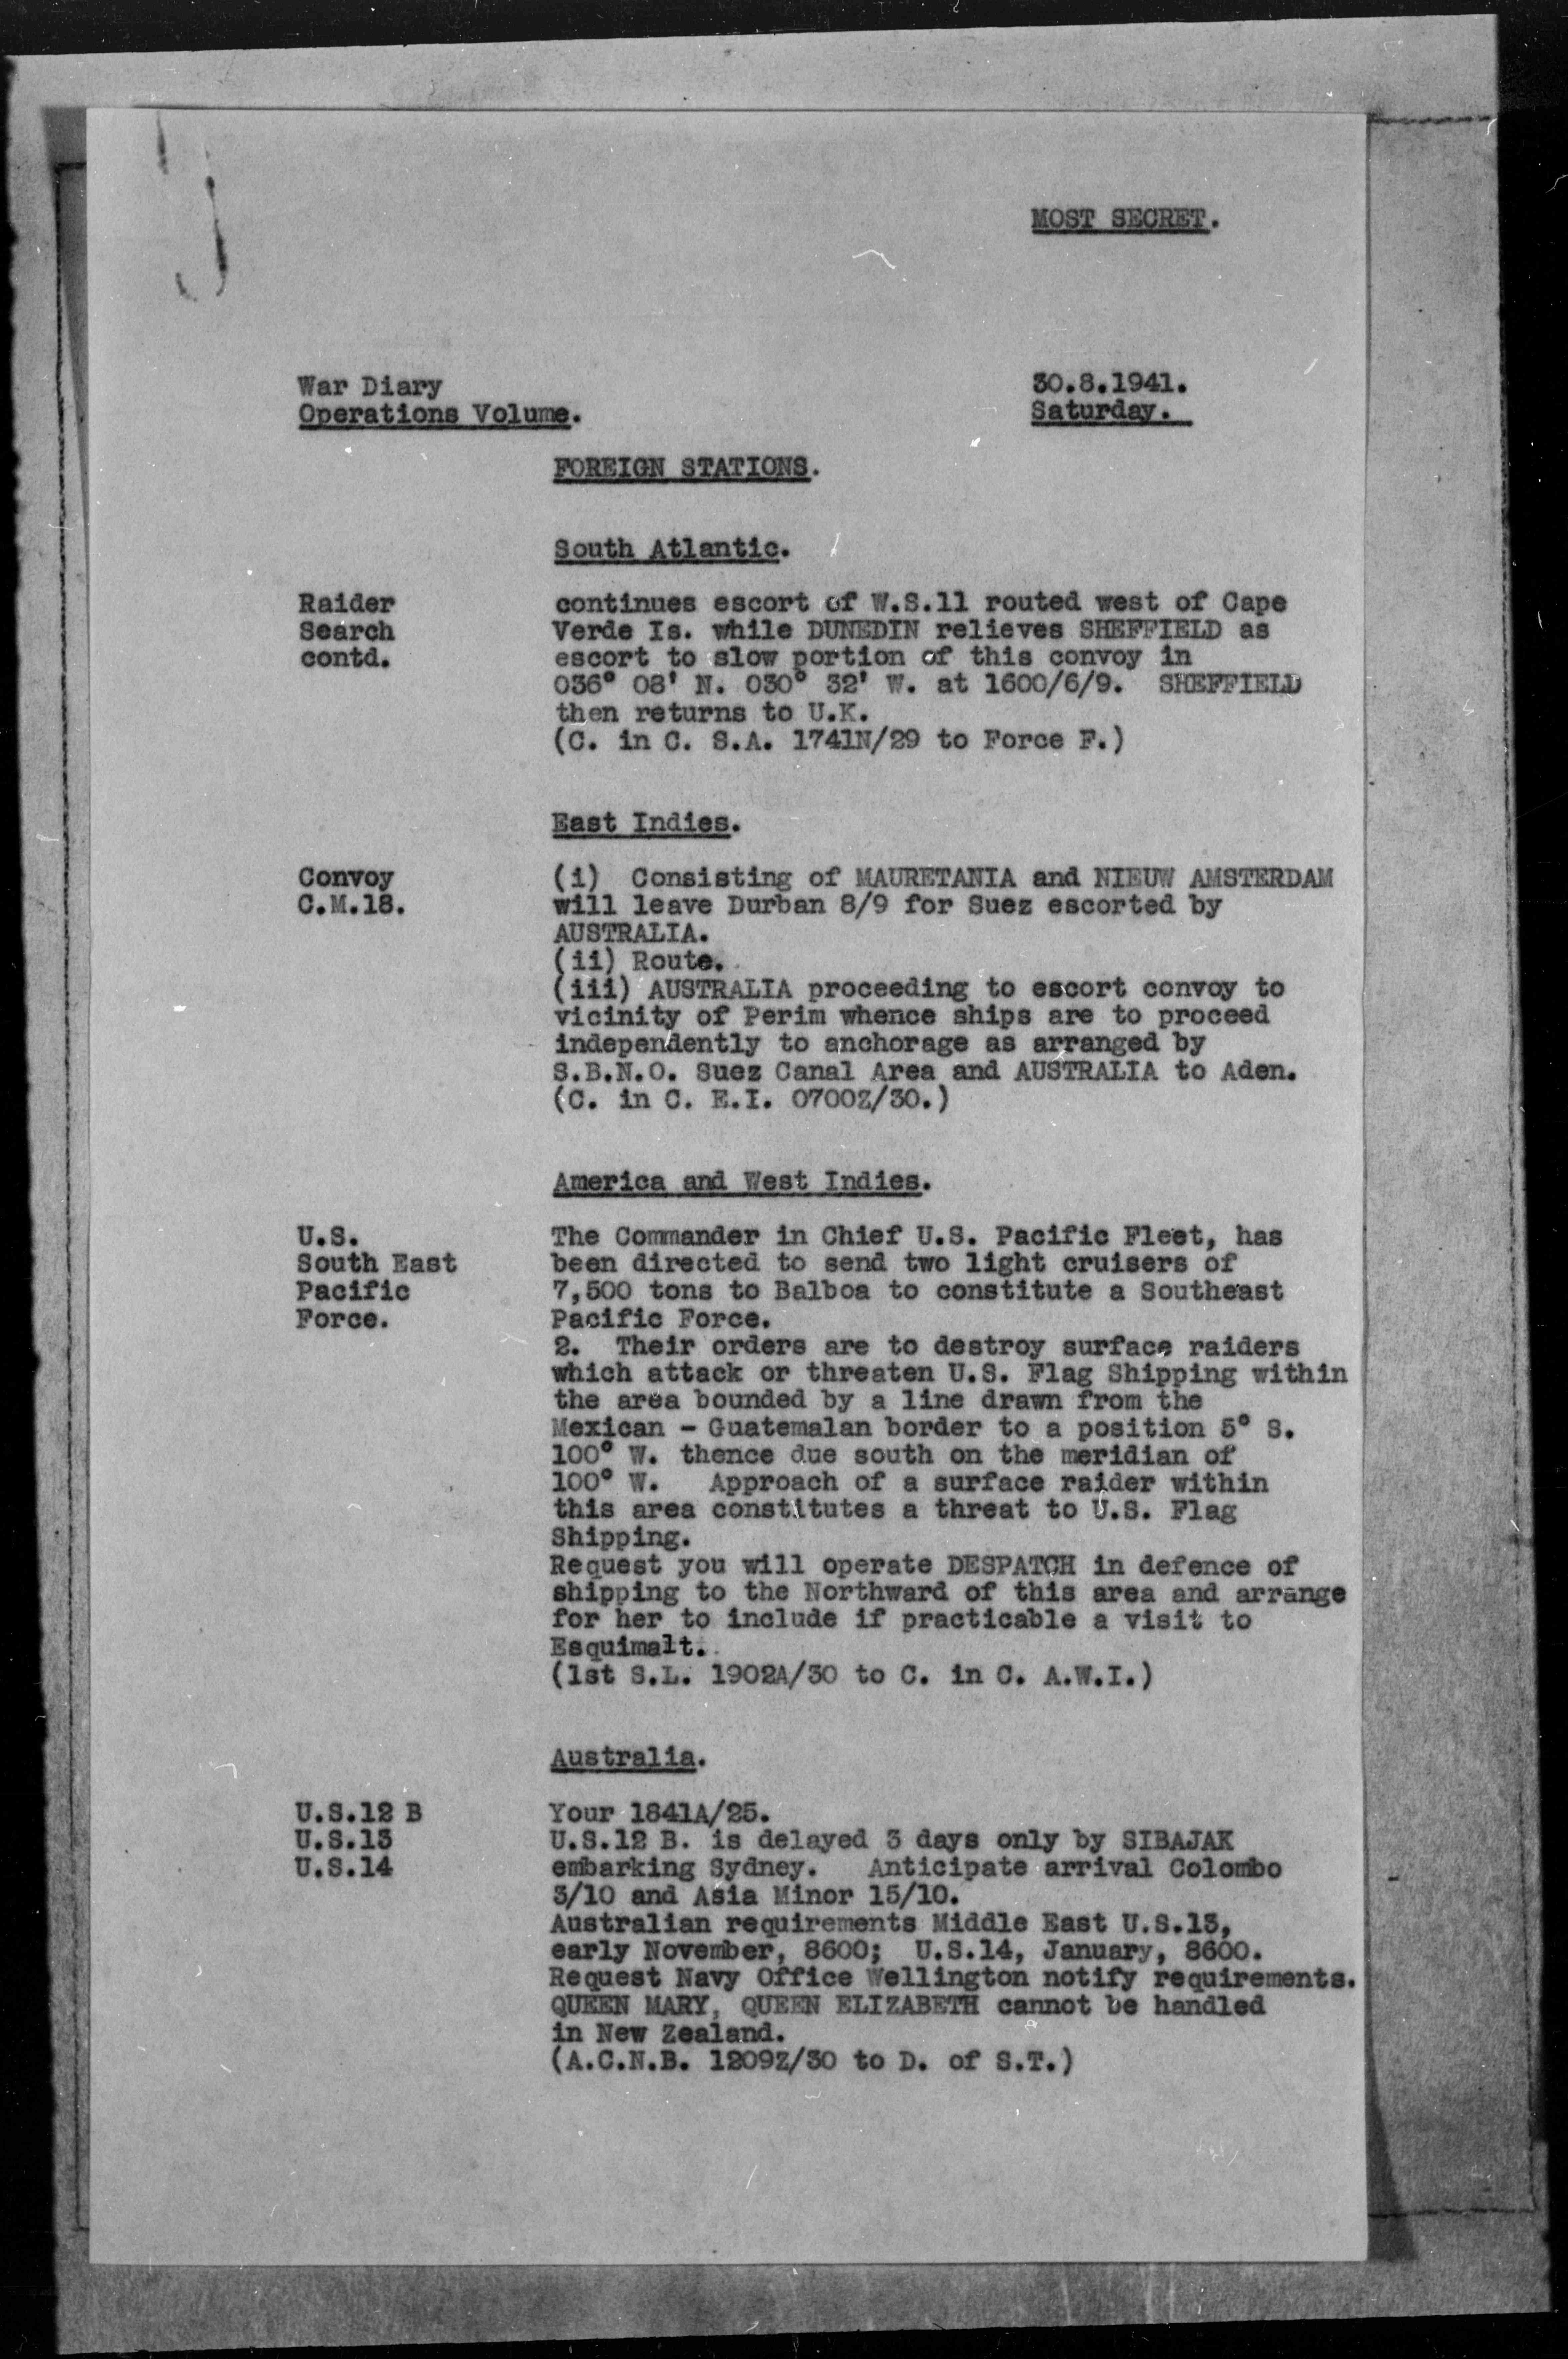 MOST SECRET.
War Diary
Operations Volume.
30.8.1941.
Saturday.
FOREIGN STATIONS.
South Atlantic.
Raider
Search
contd.
continues escort of W.S.11 routed west of Cape
Verde Is. while DUNEDIN relieves SHEFFIELD as
escort to slow portion of this convoy in
036° 08' N. 030° 32' W. at 1600/6/9. SHEFFIELD
then returns to U.K.
(C. in C. S.A. 1741N/29 to Force F.)
East Indies.
Convoy
C.M.18.
(i) Consisting of MAURETANIA and NIEUW AMSTERDAM
will leave Durban 8/9 for Suez escorted by
AUSTRALIA.
(ii) Route.
(iii) AUSTRALIA proceeding to escort convoy to
vicinity of Perim whence ships are to proceed
independently to anchorage as arranged by
S.B.N.O. Suez Canal Area and AUSTRALIA to Aden.
(C. in C. E.I. 0700Z/30.)
America and West Indies.
U.S.
South East
Pacific
Force.
The Commander in Chief U.S. Pacific Fleet, has
been directed to send two light cruisers of
7,500 tons to Balboa to constitute a Southeast
Pacific Force.
2. Their orders are to destroy surface raiders
which attack or threaten U.S. Flag Shipping within
the area bounded by a line drawn from the
Mexican - Guatemalan border to a position 5° S.
100° W. thence due south on the meridian of
100° W. Approach of a surface raider within
this area constitutes a threat to U.S. Flag
Shipping.
Request you will operate DESPATCH in defence of
shipping to the Northward of this area and arrange
for her to include if practicable a visit to
Esquimalt.
(1st S.L. 1902A/30 to C. in C. A.W.I.)
Australia.
U.S.12 B
U.S.13
U.S.14
Your 1841A/25.
U.S.12 B. is delayed 3 days only by SIBAJAK
embarking Sydney. Anticipate arrival Colombo
3/10 and Asia Minor 15/10.
Australian requirements Middle East U.S.13,
early November, 8600; U.S.14, January, 8600.
Request Navy Office Wellington notify requirements.
QUEEN MARY, QUEEN ELIZABETH cannot be handled
in New Zealand.
(A.C.N.B. 1209Z/30 to D. of S.T.)